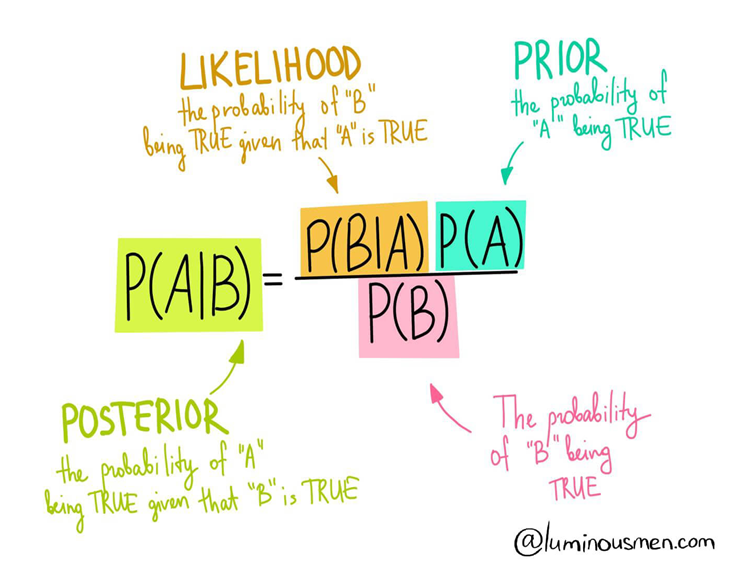 LIKELIHOOD
the probability of "B"
being TRUE given that "A" is TRUE
PRIOR
the probability of
"A" being TRUE
P(A|B) = P(B|A) P(A)
P(B)
POSTERIOR
the probability of "A"
being TRUE given that "B" is TRUE
The probability
of "B" being
TRUE
@luminousmen.com